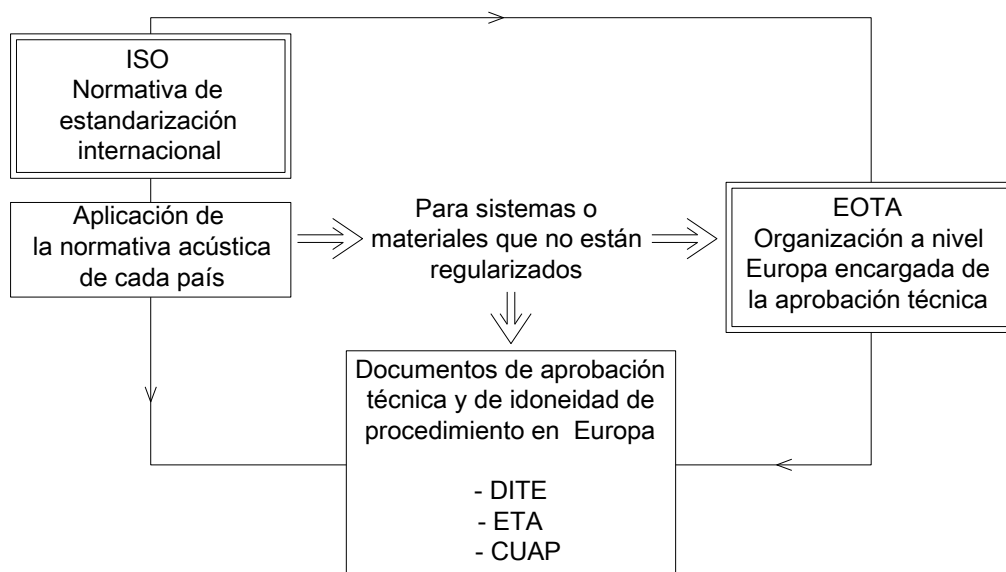 ISO
Normativa de
estandarización
internacional
Aplicación de
la normativa acústica
de cada país
Para sistemas o
materiales que no están
regularizados
EOTA
Organización a nivel
Europa encargada de
la aprobación técnica
Documentos de aprobación
técnica y de idoneidad de
procedimiento en Europa
- DITE
- ETA
- CUAP